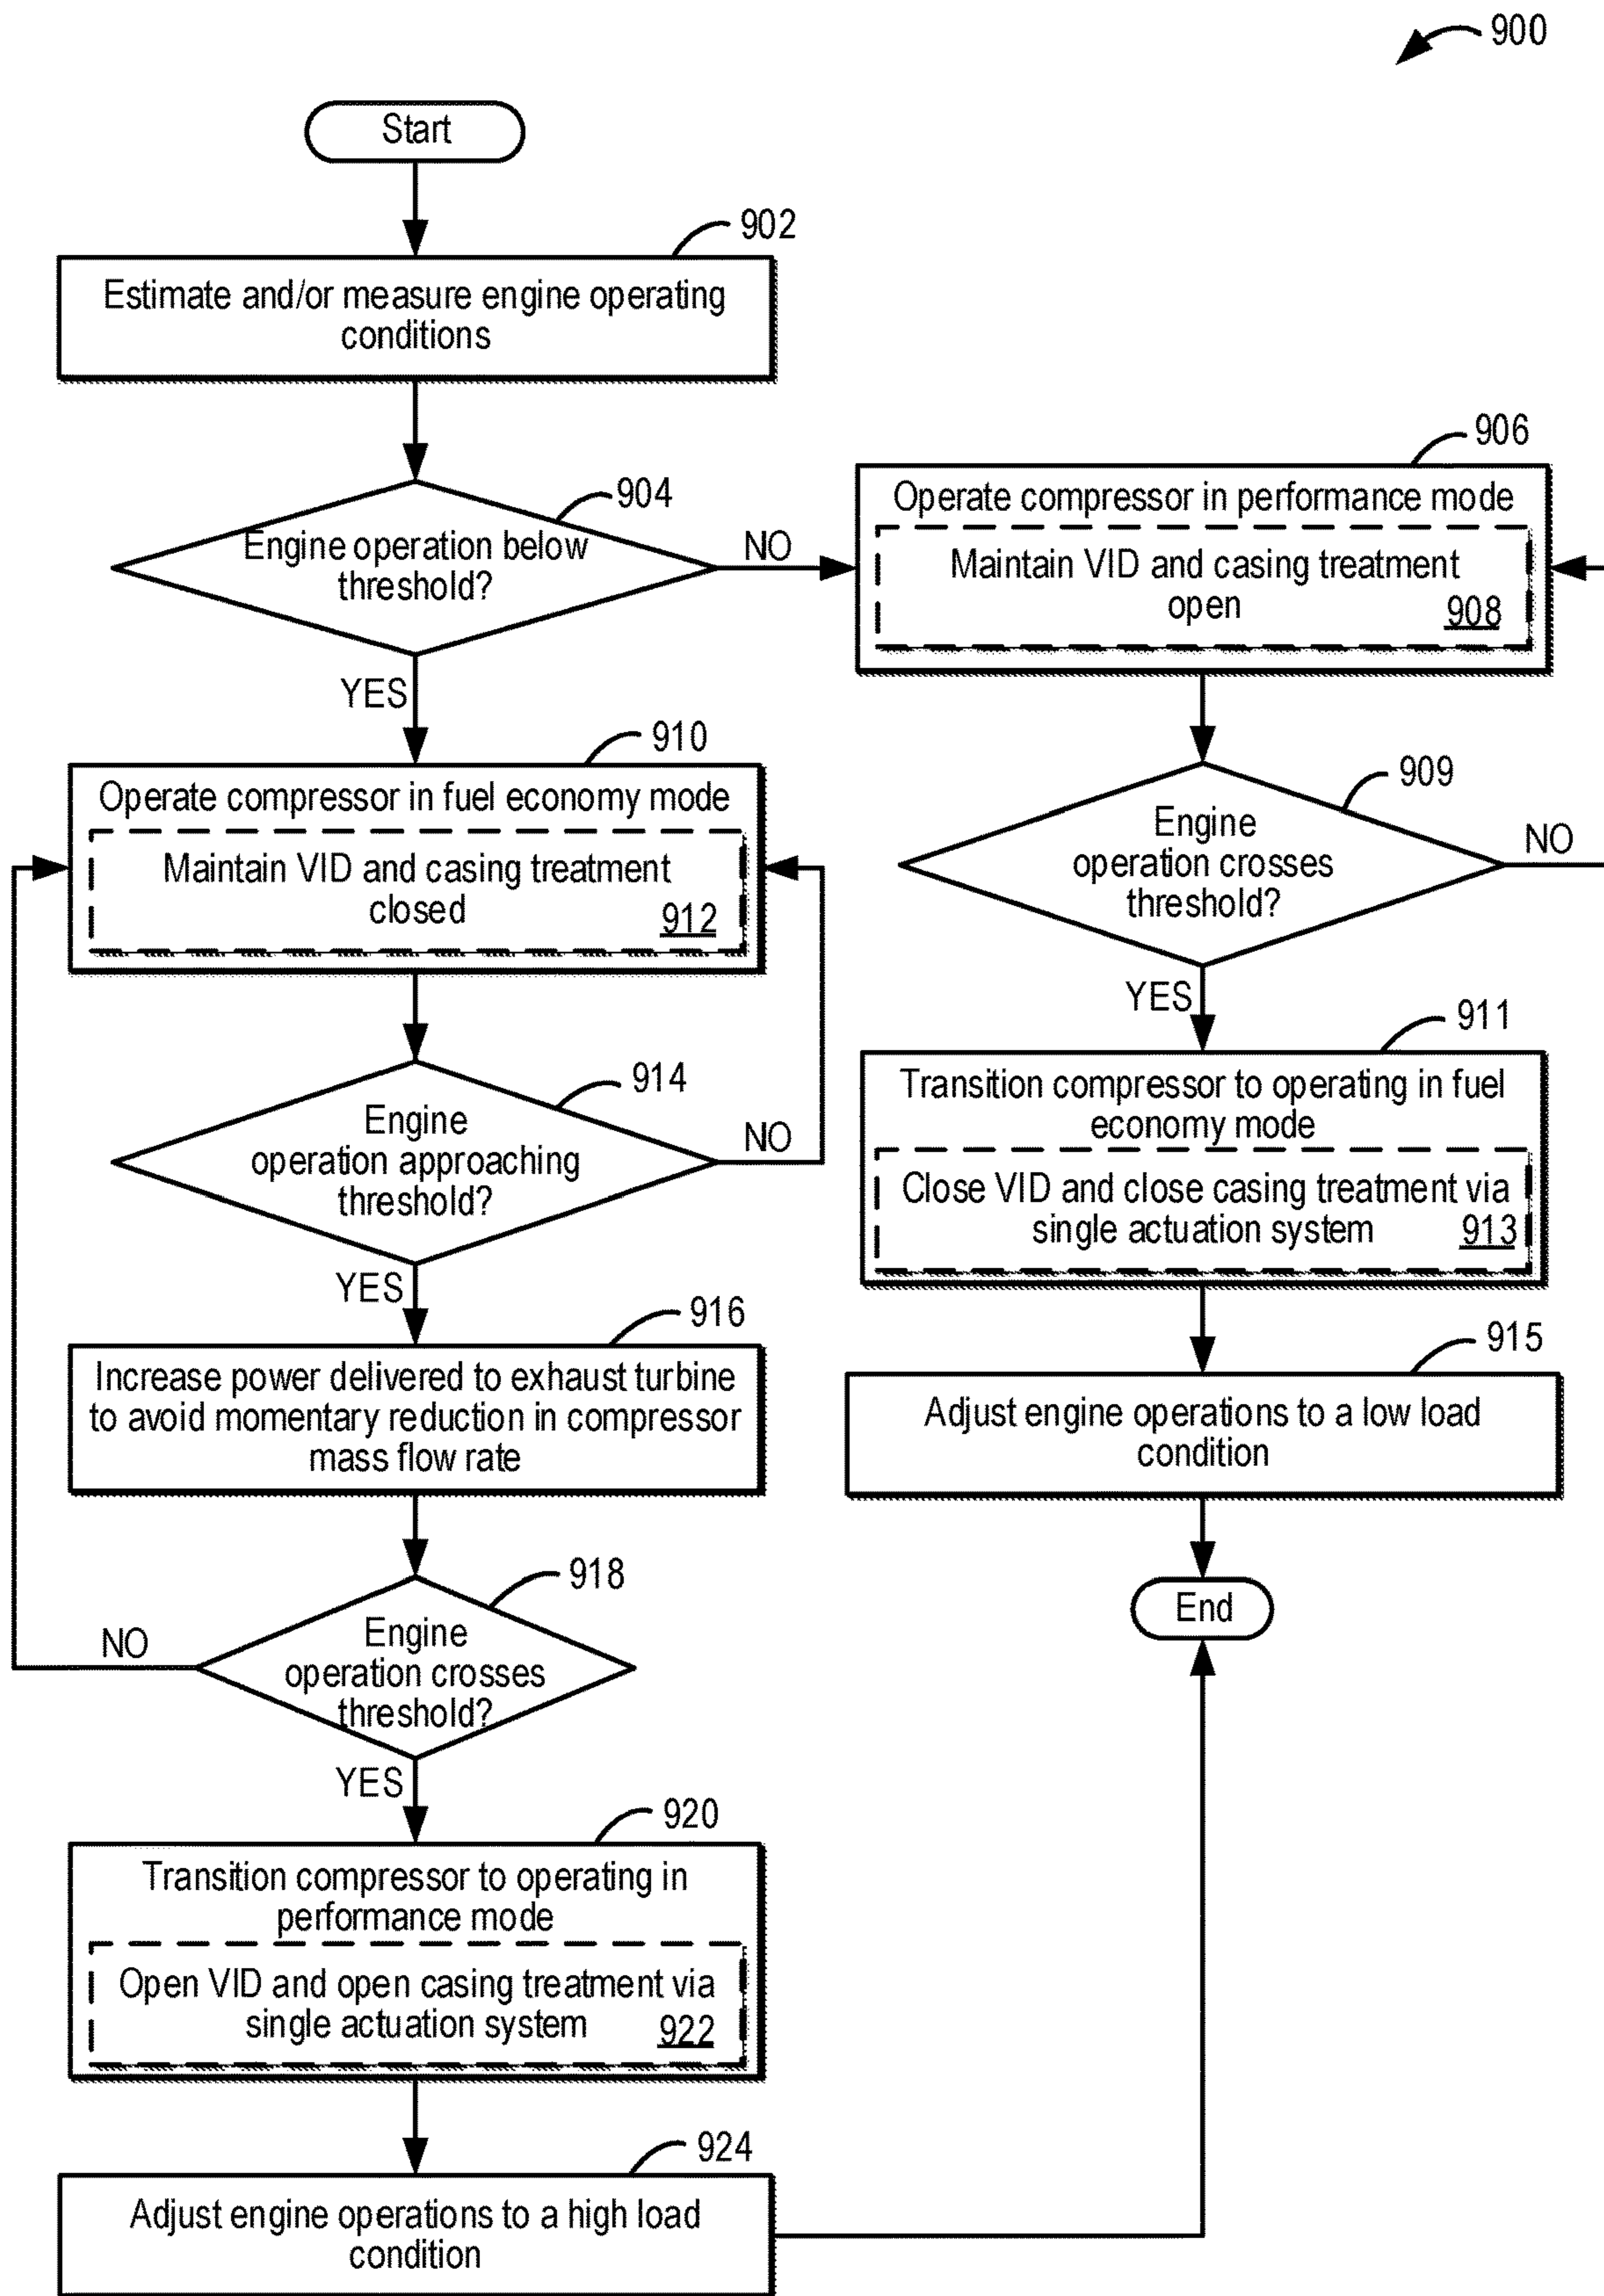 900
Start
902
Estimate and/or measure engine operating
conditions
904
Engine operation below
threshold?
NO
YES
906
Operate compressor in performance mode
Maintain VID and casing treatment
open
908
910
Operate compressor in fuel economy mode
Maintain VID and casing treatment
closed
912
909
Engine
operation crosses
threshold?
NO
YES
914
Engine
operation approaching
threshold?
NO
YES
911
Transition compressor to operating in fuel
economy mode
Close VID and close casing treatment via
single actuation system
913
916
Increase power delivered to exhaust turbine
to avoid momentary reduction in compressor
mass flow rate
915
Adjust engine operations to a low load
condition
918
Engine
operation crosses
threshold?
NO
YES
End
920
Transition compressor to operating in
performance mode
Open VID and open casing treatment via
single actuation system
922
924
Adjust engine operations to a high load
condition